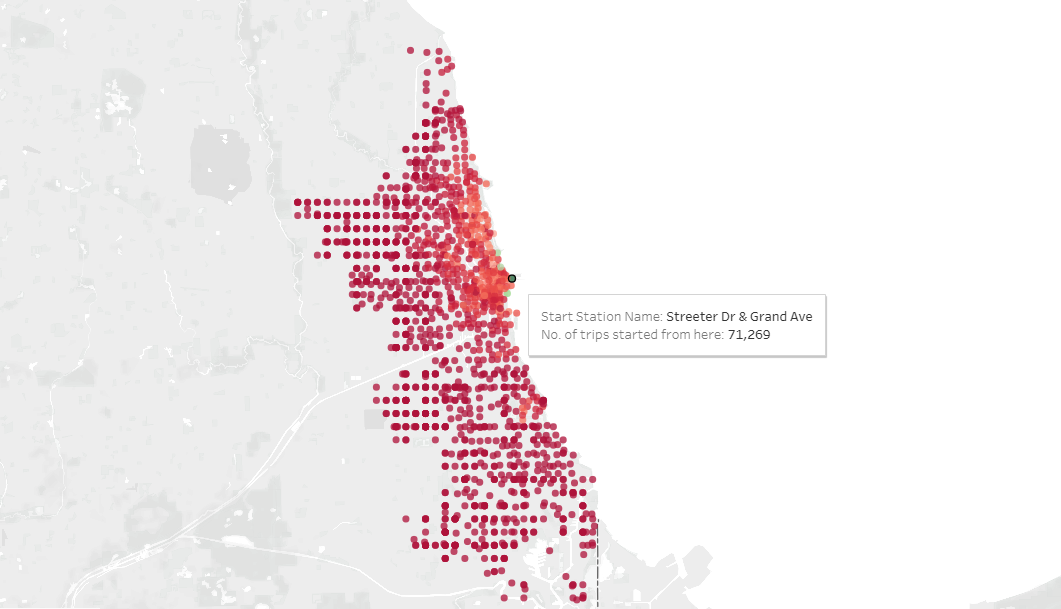 Start Station Name: Streeter Dr & Grand Ave
No. of trips started from here: 71,269